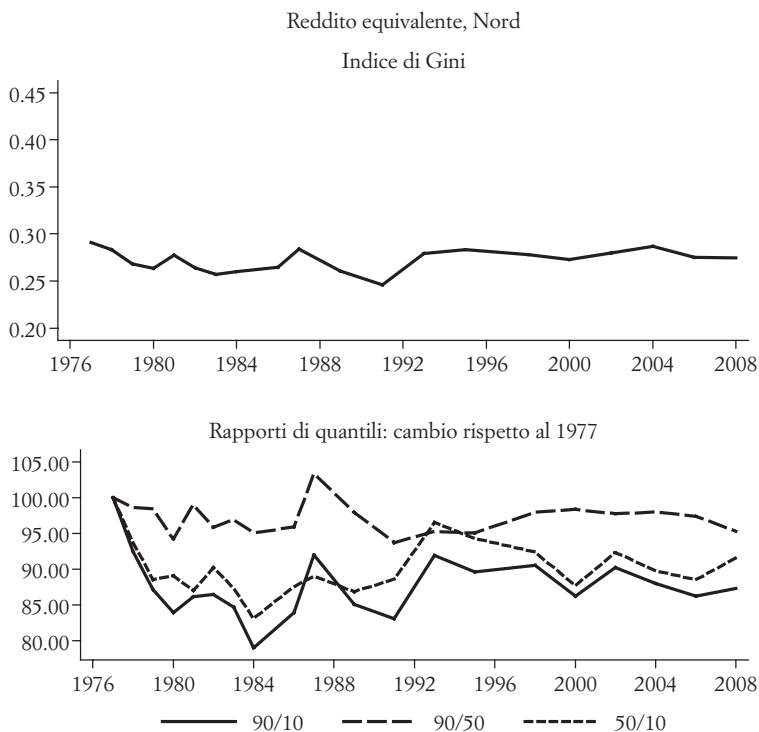 Reddito equivalente, Nord
Indice di Gini
0.45
0.40
0.35
0.30
0.25
0.20
1976 1980 1984 1988 1992 1996 2000 2004 2008
Rapporti di quantili: cambio rispetto al 1977
105.00
100.00
95.00
90.00
85.00
80.00
1976 1980 1984 1988 1992 1996 2000 2004 2008
90/10 90/50 50/10